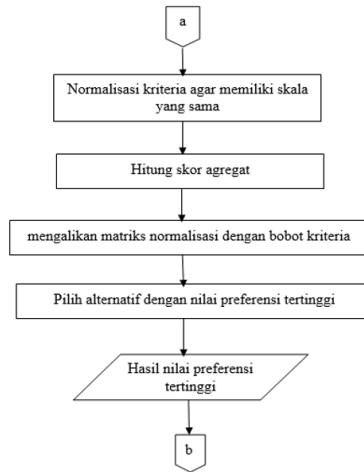 a
Normalisasi kriteria agar memiliki skala
yang sama
Hitung skor agregat
mengalikan matriks normalisasi dengan bobot kriteria
Pilih alternatif dengan nilai preferensi tertinggi
Hasil nilai preferensi
tertinggi
b